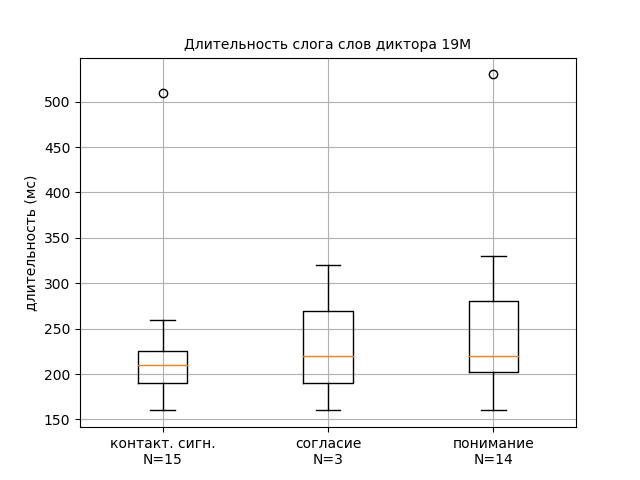 Длительность слога слов диктора 19М
длительность (мс)
500
450
400
350
300
250
200
150
контакт. сигн.
N=15
согласие
N=3
понимание
N=14